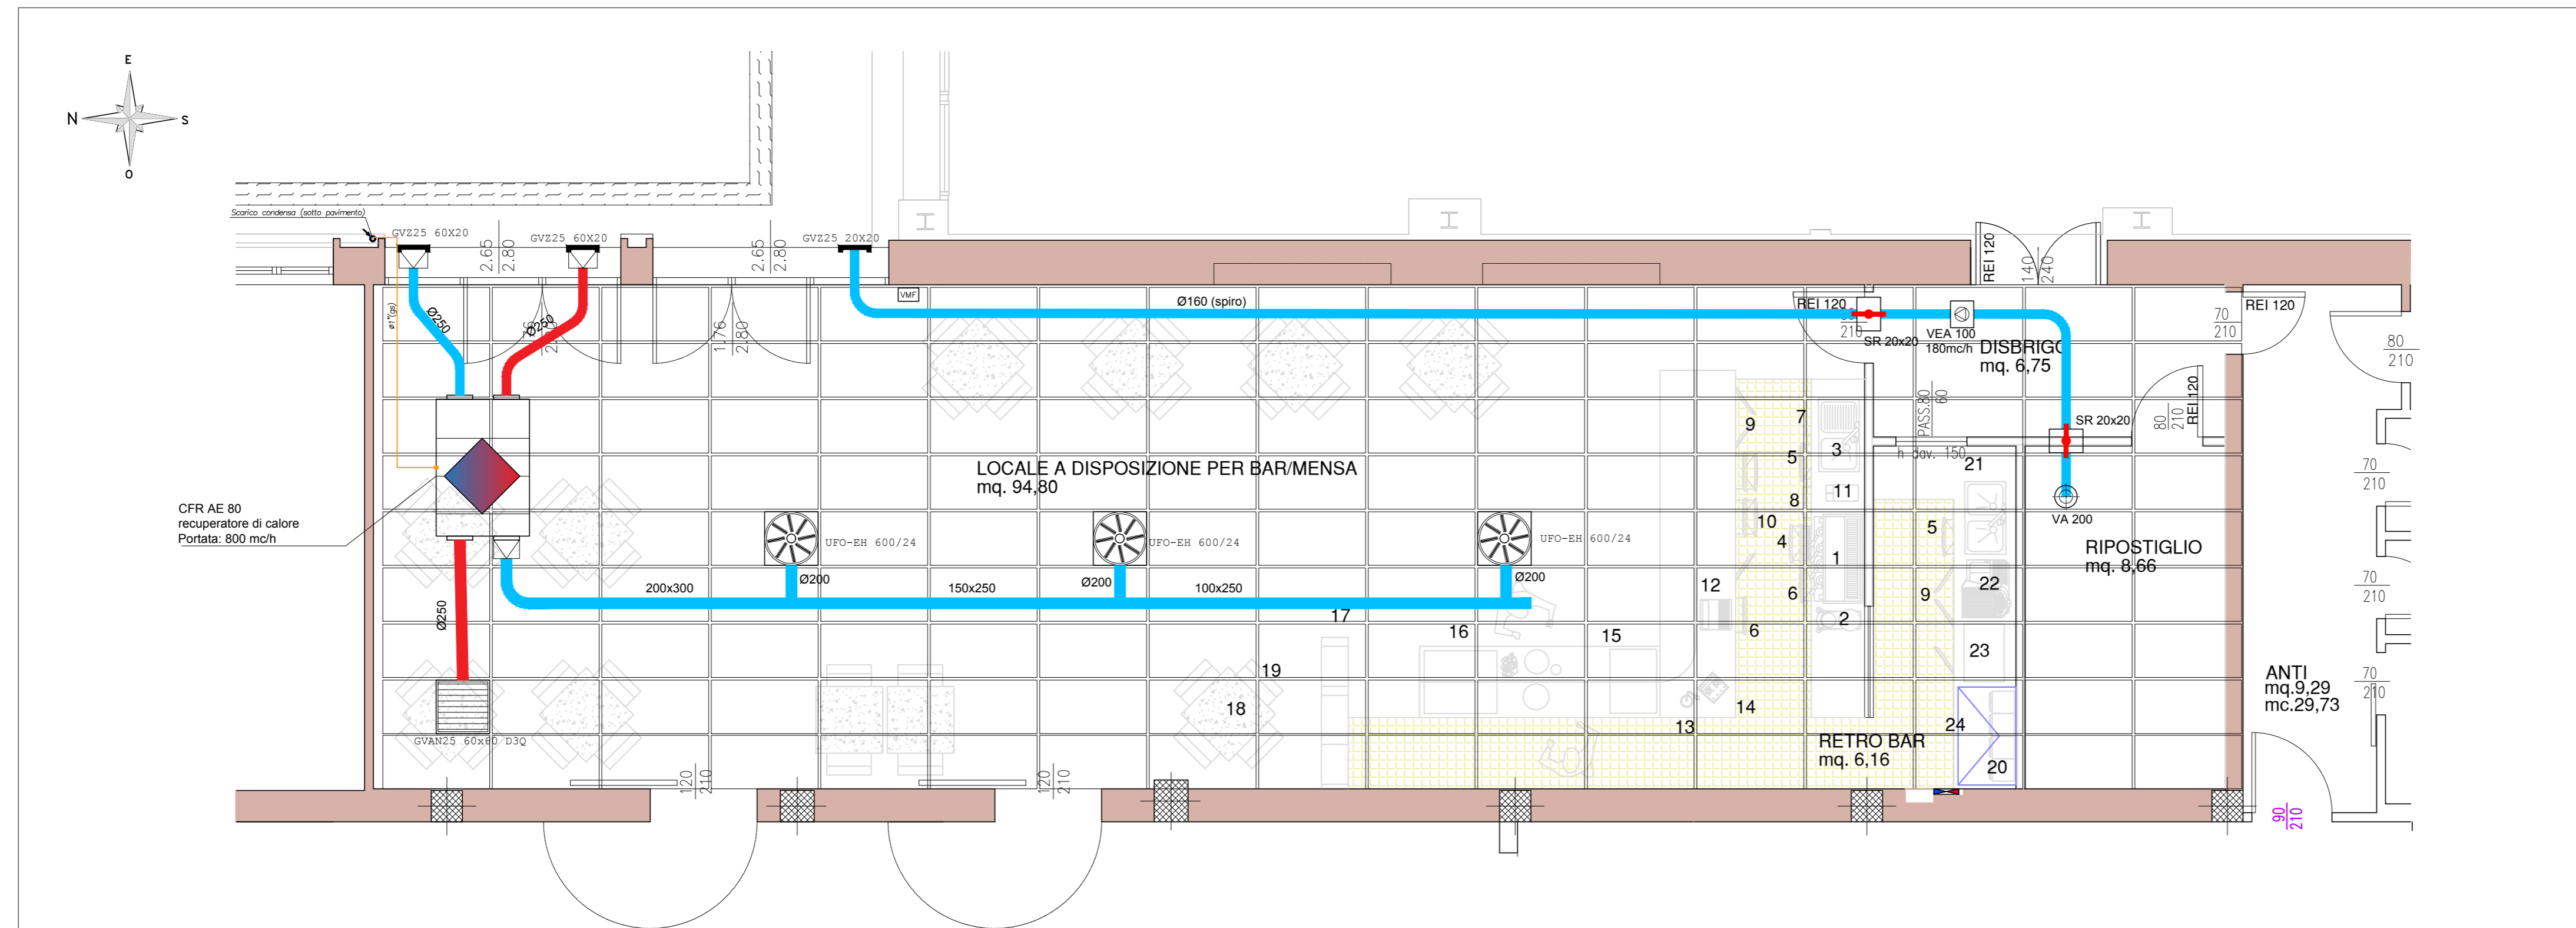 E
N
S
O
Scarico condensa (sotto pavimento)
GVZ25 60X20
2.65
2.80
GVZ25 60X20
2.65
2.80
GVZ25 20X20
REI 120
140
240
VMF
ø1"(gs)
Ø250
Ø250
1.76
2.80
Ø160 (spiro)
REI 120
210
SR 20x20
VEA 100
180mc/h
DISBRIGO
mq. 6,75
70
210
REI 120
80
210
PASS.80
60
80
210
REI 120
SR 20x20
9
7
3
5
11
8
10
4
1
12
6
6
2
h dav. 150
21
5
22
9
23
VA 200
RIPOSTIGLIO
mq. 8,66
70
210
70
210
70
210
LOCALE A DISPOSIZIONE PER BAR/MENSA
mq. 94,80
CFR AE 80
recuperatore di calore
Portata: 800 mc/h
UFO-EH 600/24
UFO-EH 600/24
UFO-EH 600/24
Ø200
Ø200
Ø200
200x300
150x250
100x250
Ø250
17
16
15
19
18
14
13
24
20
RETRO BAR
mq. 6,16
ANTI
mq.9,29
mc.29,73
GVAN25 60x60 D3Q
120
210
120
210
90
210